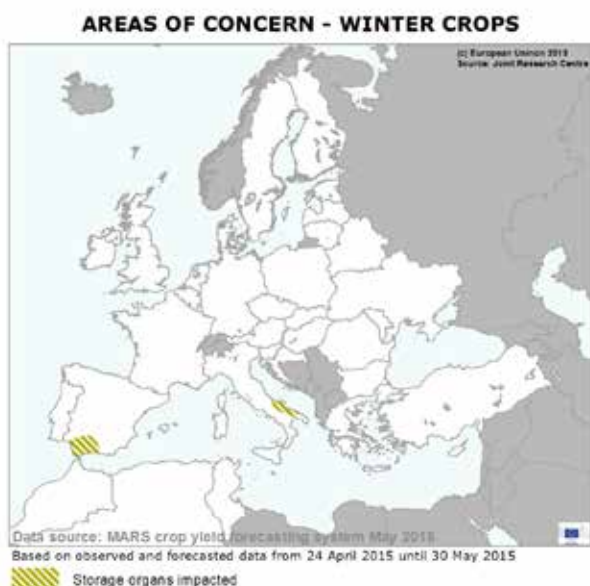 AREAS OF CONCERN - WINTER CROPS
(c) European Uninon 2015
Source: Joint Research Centre
Data source: MARS crop yield forecasting system May 2015
Based on observed and forecasted data from 24 April 2015 until 30 May 2015
Storage organs impacted